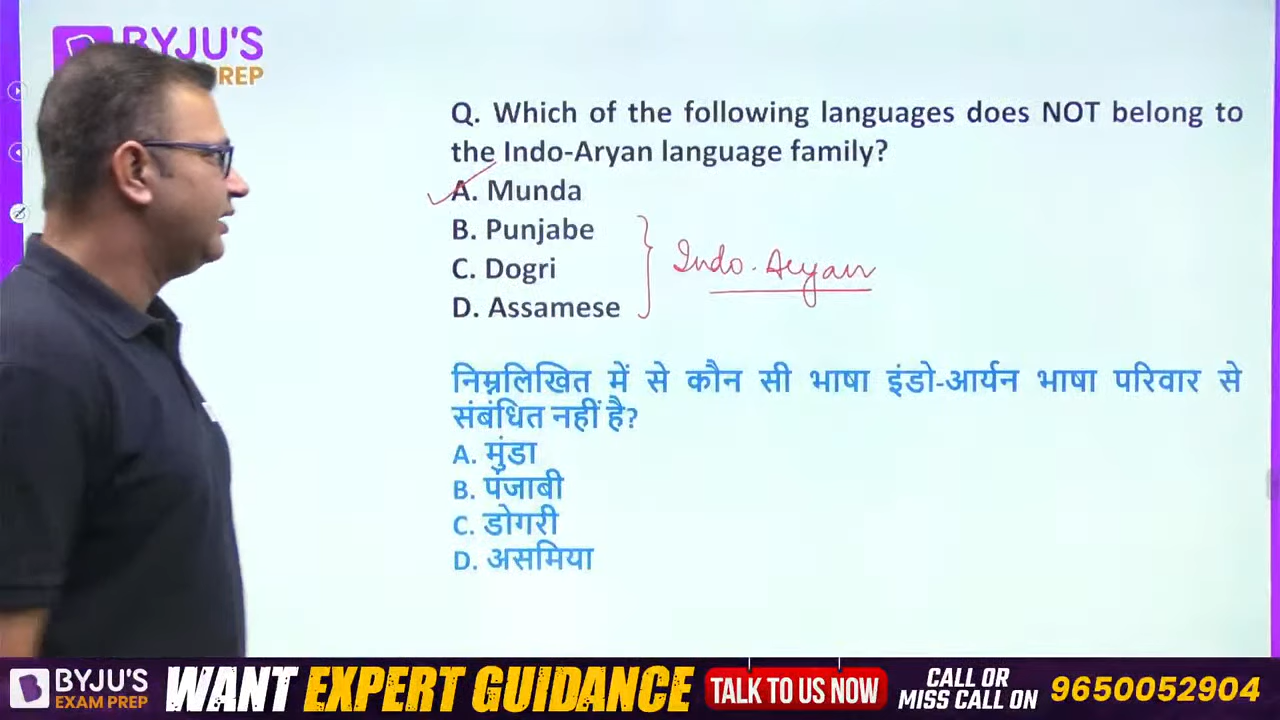 BYJU'S
REP
Q. Which of the following languages does NOT belong to
the Indo-Aryan language family?
A. Munda
B. Punjabe
C. Dogri
D. Assamese
Indo-Aryan
निम्नलिखित में से कौन सी भाषा इंडो-आर्यन भाषा परिवार से
संबंधित नहीं है?
A. मुंडा
B. पंजाबी
C. डोगरी
D. असमिया
BYJU'S
EXAM PREP
WANT EXPERT GUIDANCE
TALK TO US NOW
CALL OR
MISS CALL ON
9650052904